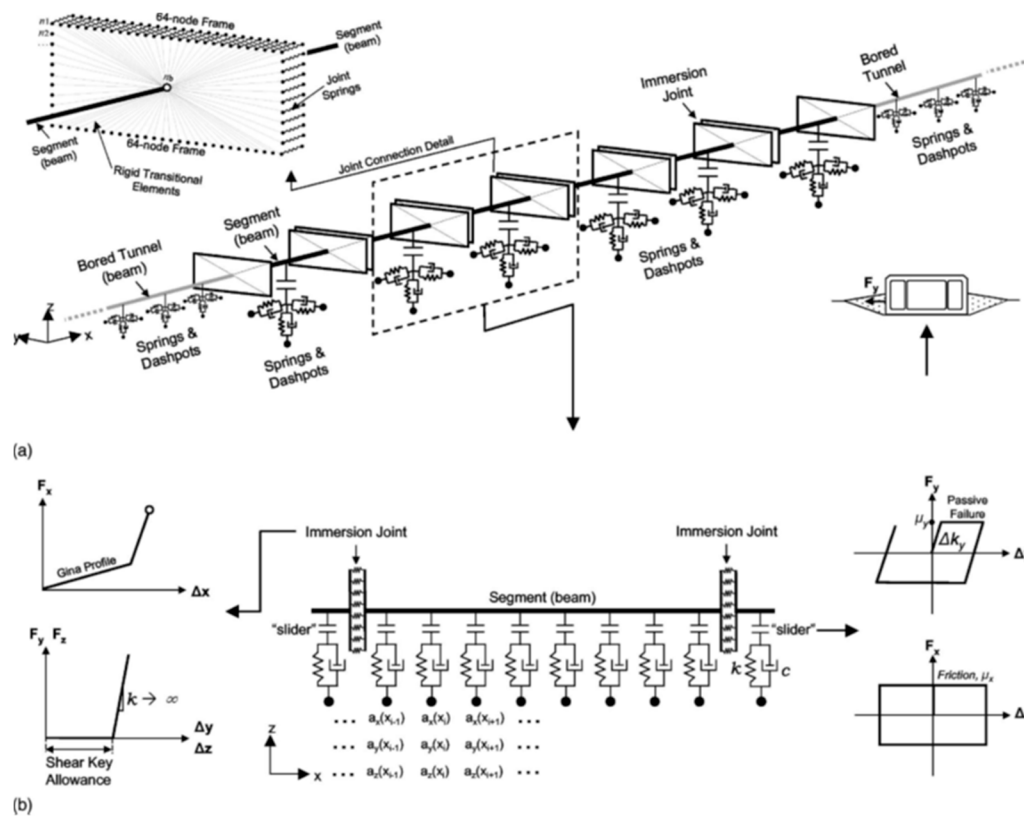 n1
n2
....
64-node Frame
Segment
(beam)
Joint
Springs
Segment
(beam)
64-node Frame
Rigid Transitional
Elements
Joint Connection Detail
Immersion
Joint
Bored
Tunnel
Springs &
Dashpots
Segment
(beam)
Bored Tunnel
(beam)
Springs &
Dashpots
Springs &
Dashpots
Springs &
Dashpots
Z
y
x
Fy
(a)
Fx
Gina Profile
Δx
Fy Fz
k → ∞
Δy
Δz
Shear Key
Allowance
Immersion Joint
Immersion Joint
Segment (beam)
"slider"
"slider"
k
c
... ax(xi-1) ax(xi) ax(xi+1) ...
... ay(xi-1) ay(xi) ay(xi+1) ...
... az(xi-1) az(xi) az(xi+1) ...
z
x
Fy
Passive
Failure
μy
Δky
Δ
Fx
Friction, μx
Δ
(b)